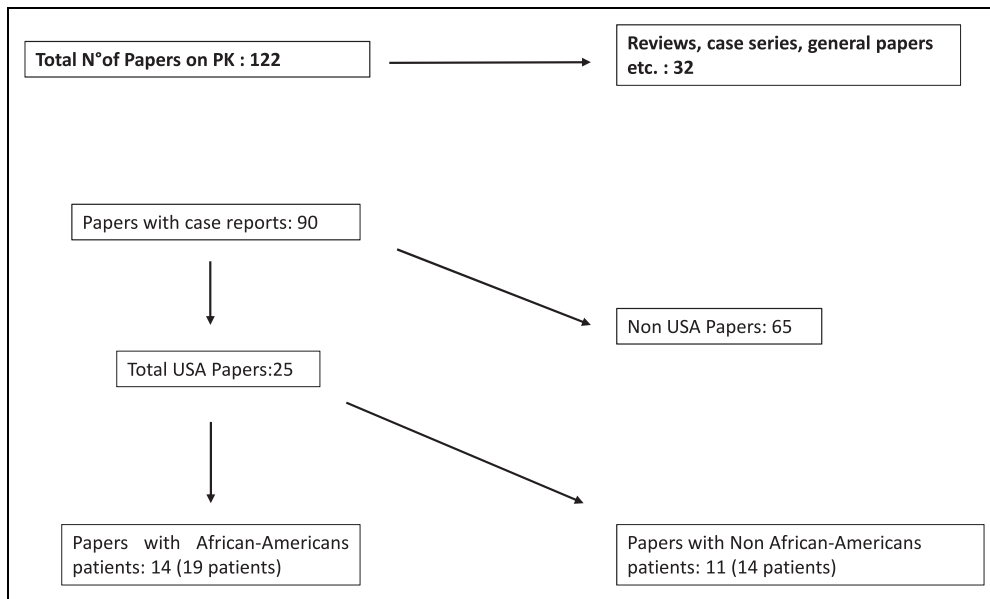 Total N°of Papers on PK : 122
Reviews, case series, general papers
etc. : 32
Papers with case reports: 90
Non USA Papers: 65
Total USA Papers:25
Papers with African-Americans
patients: 14 (19 patients)
Papers with Non African-Americans
patients: 11 (14 patients)